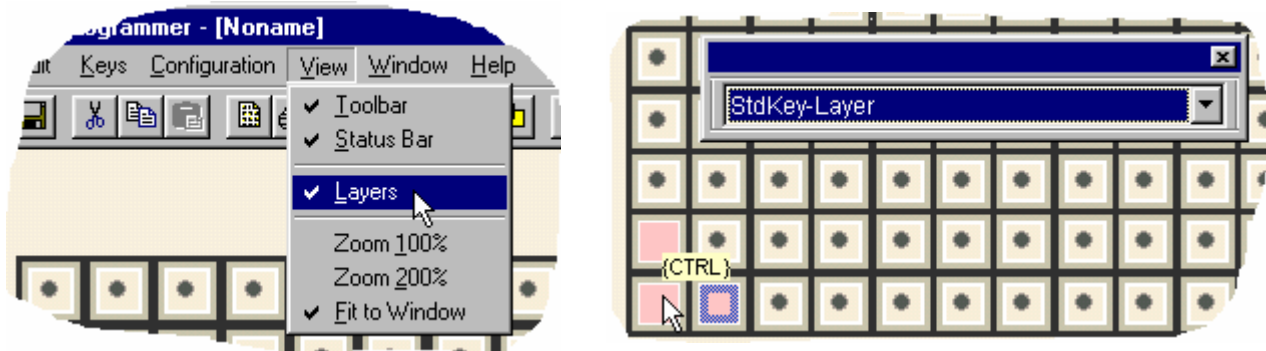 mmer - [Noname]
Keys Configuration View Window Help
Toolbar
Status Bar
Layers
Zoom 100%
Zoom 200%
Fit to Window
StdKey-Layer
{CTRL}